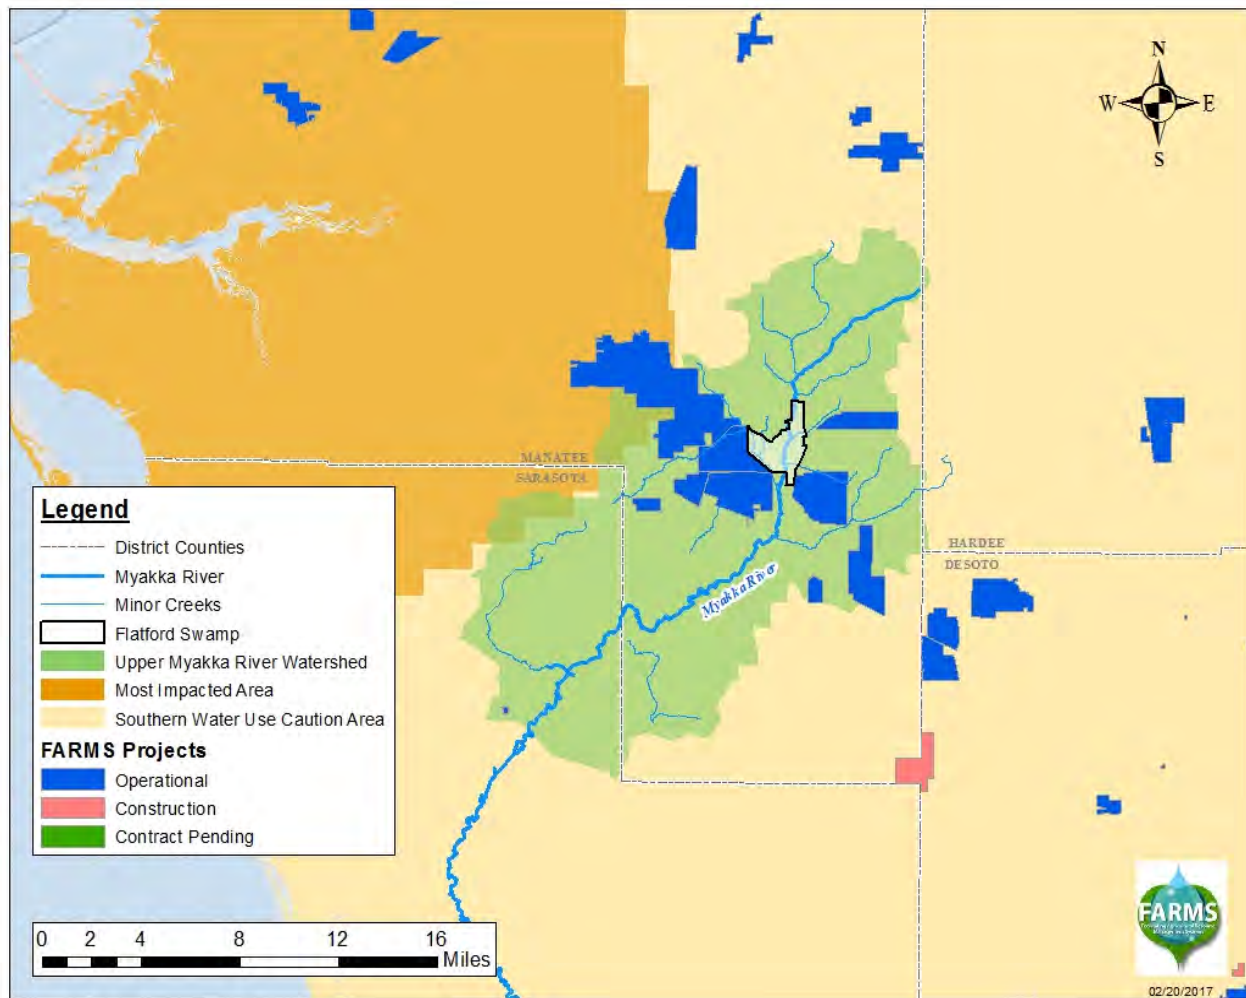 N
W E
S
MANATEE
SARASOTA
HARDEE
DESOTO
Myakka River
Legend
District Counties
Myakka River
Minor Creeks
Flatford Swamp
Upper Myakka River Watershed
Most Impacted Area
Southern Water Use Caution Area
FARMS Projects
Operational
Construction
Contract Pending
0 2 4 8 12 16
Miles
FARMS
02/20/2017